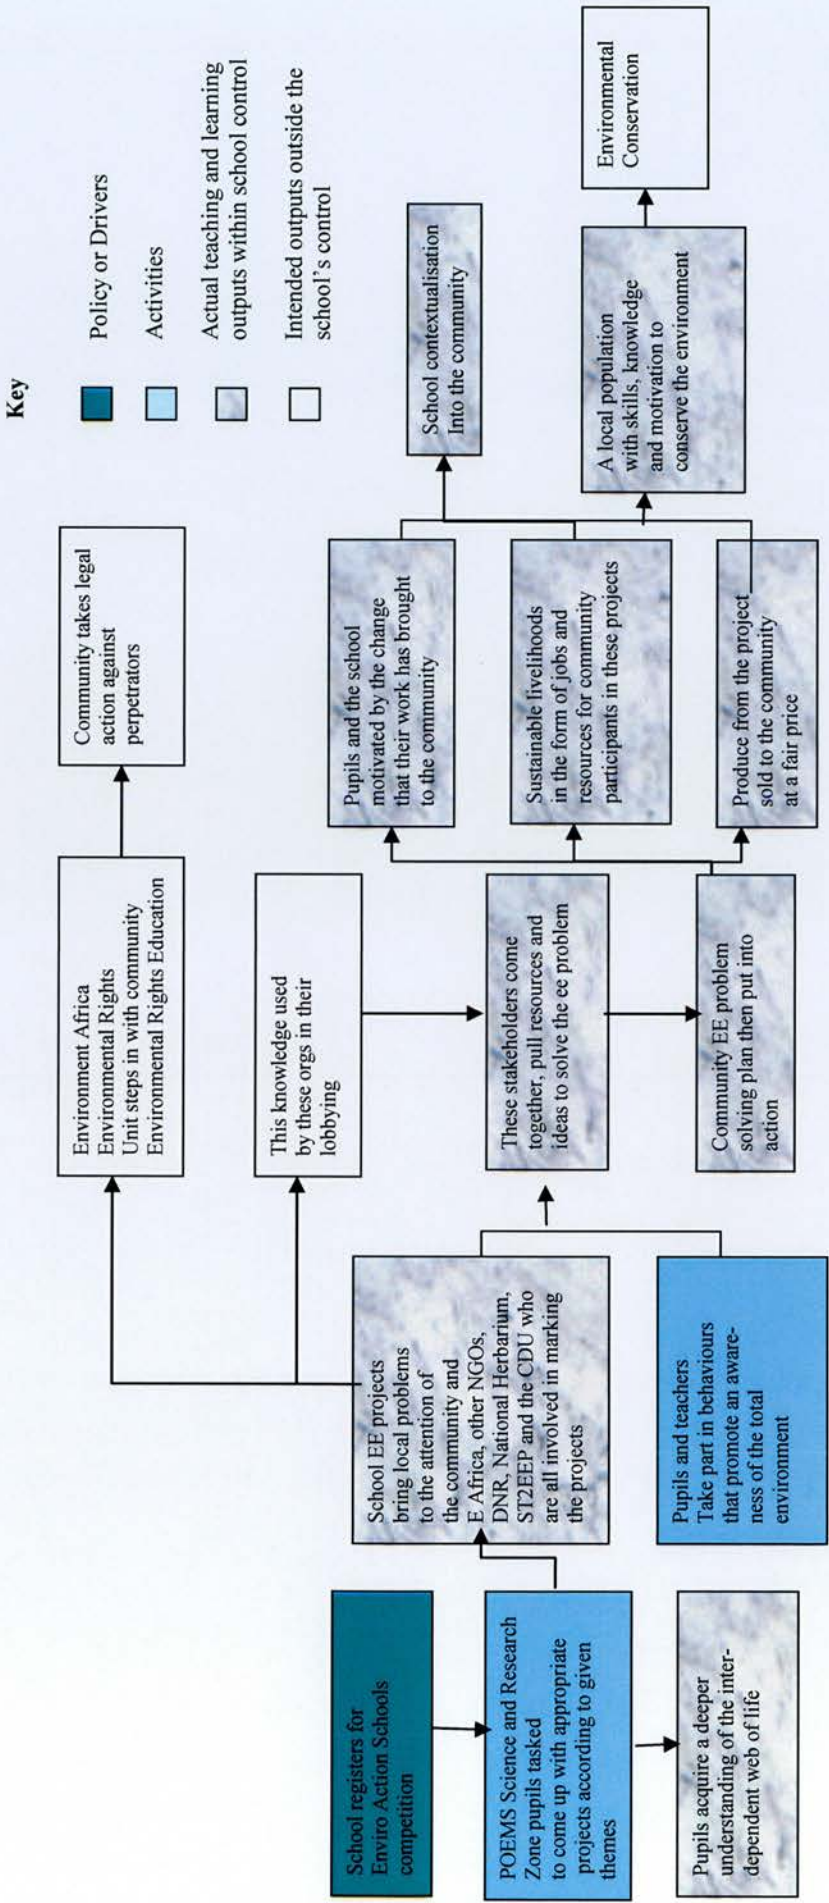 Key
Policy or Drivers
Activities
Actual teaching and learning
outputs within school control
Intended outputs outside the
school's control
School registers for
Enviro Action Schools
competition
POEMS Science and Research
Zone pupils tasked
to come up with appropriate
projects according to given
themes
Pupils acquire a deeper
understanding of the inter-
dependent web of life
School EE projects
bring local problems
to the attention of
the community and
E Africa, other NGOs,
DNR, National Herbarium,
ST2EEP and the CDU who
are all involved in marking
the projects
Pupils and teachers
Take part in behaviours
that promote an aware-
ness of the total
environment
Environment Africa
Environmental Rights
Unit steps in with community
Environmental Rights Education
This knowledge used
by these orgs in their
lobbying
These stakeholders come
together, pull resources and
ideas to solve the ee problem
Community EE problem
solving plan then put into
action
Community takes legal
action against
perpetrators
Pupils and the school
motivated by the change
that their work has brought
to the community
Sustainable livelihoods
in the form of jobs and
resources for community
participants in these projects
Produce from the project
sold to the community
at a fair price
School contextualisation
Into the community
A local population
with skills, knowledge
and motivation to
conserve the environment
Environmental
Conservation